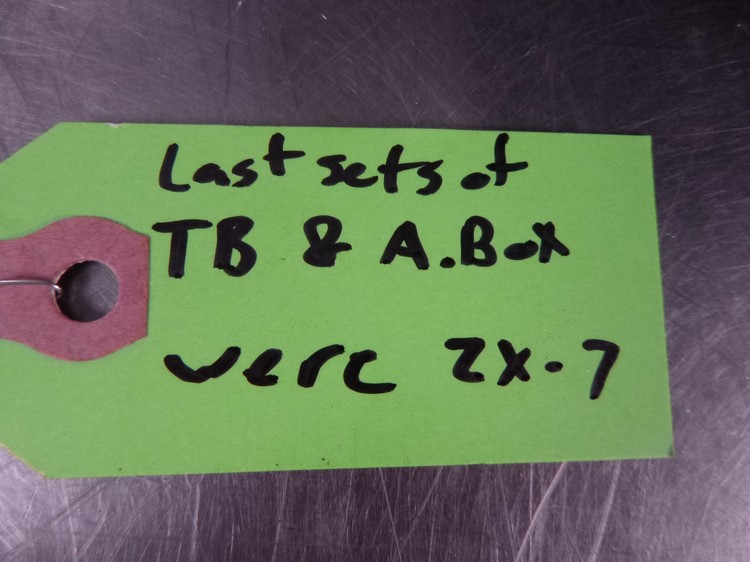 Last sets of
TB & A.Box
were 2x-7